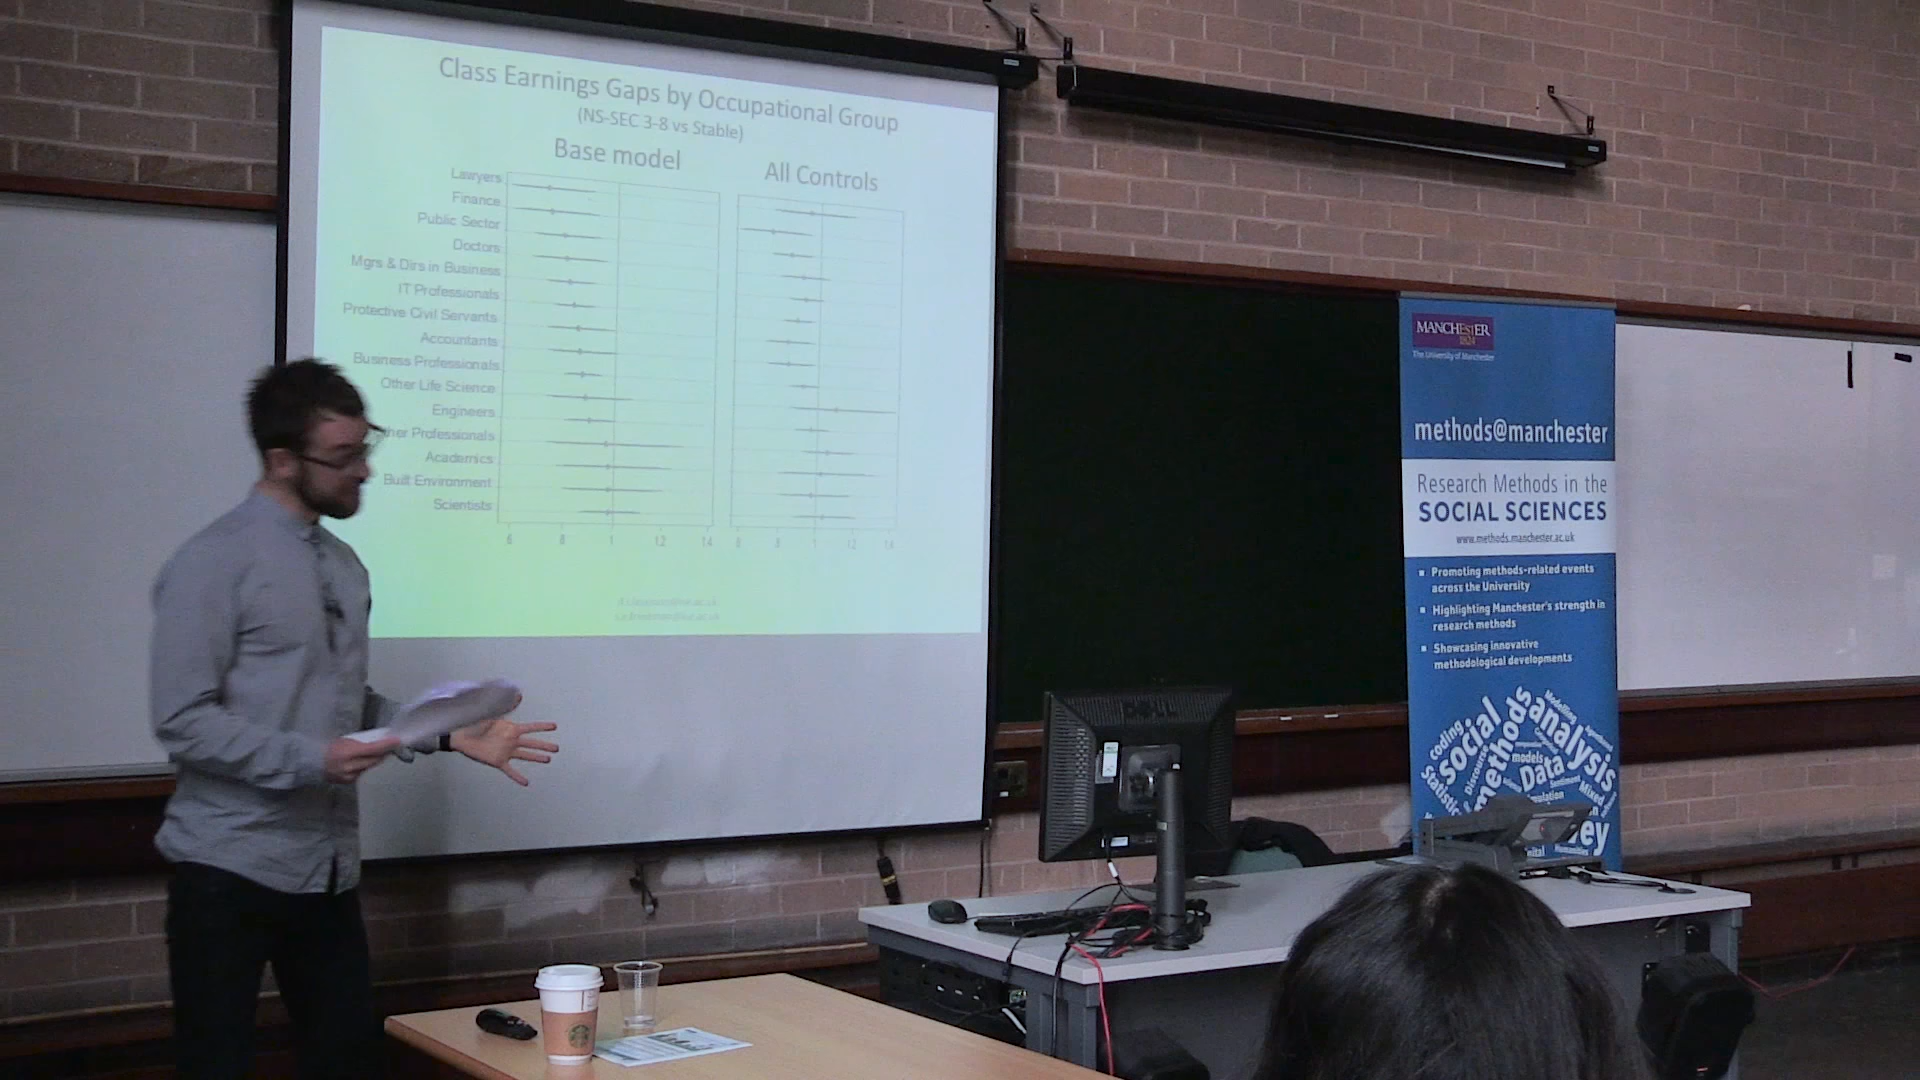 Class Earnings Gaps by Occupational Group
(NS-SEC 3-8 vs Stable)
Base model
All Controls
Lawyers
Finance
Public Sector
Doctors
Mgrs & Dirs in Business
IT Professionals
Protective Civil Servants
Accountants
Business Professionals
Other Life Science
Engineers
Professionals
Academics
Built Environment
Scientists
.6 .8 1 1.2 1.4
1 1.2 1.4
MANCHESTER
1824
The University of Manchester
methods@manchester
Research Methods in the
SOCIAL SCIENCES
www.methods.manchester.ac.uk
Promoting methods-related events
across the University
Highlighting Manchester's strength in
research methods
Showcasing innovative
methodological developments
social
methods
analysis
Data
models
coding
Modelling
Mixed
Humanities
DELL